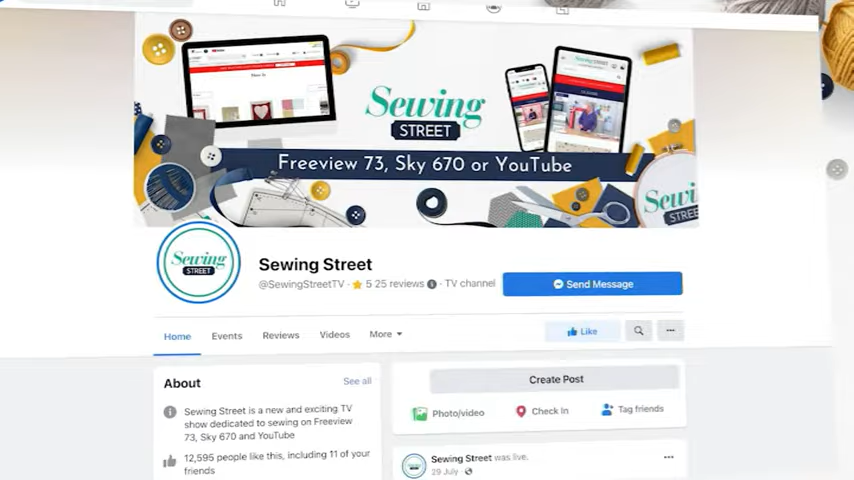 Sewing
STREET
Freeview 73, Sky 670 or YouTube
Sewing
STREET
Sewing
STREET
Sewing Street
@SewingStreetTV · 5 25 reviews · TV channel
Send Message
Home Events Reviews Videos More
Like
About See all
Create Post
Photo/video Check In Tag friends
Sewing Street is a new and exciting TV
show dedicated to sewing on Freeview
73, Sky 670 and YouTube
12,595 people like this, including 11 of your
friends
Sewing Street was live.
29 July ·